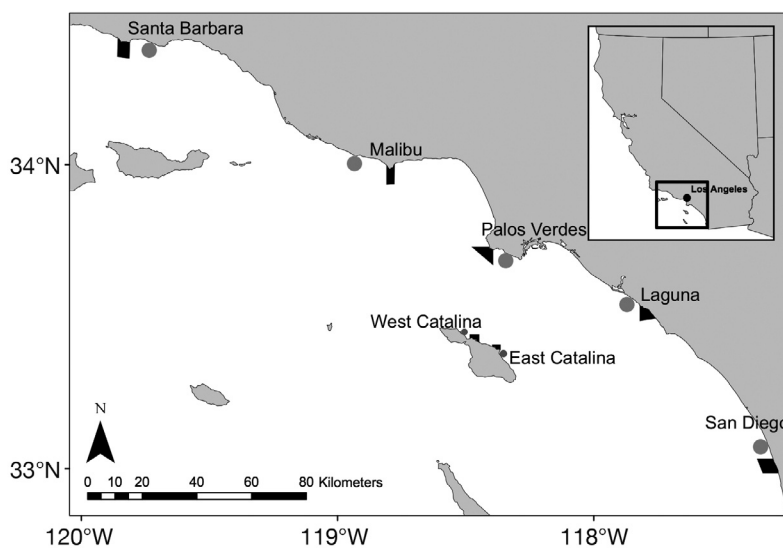 Santa Barbara
Malibu
Los Angeles
34°N
Palos Verdes
Laguna
West Catalina
East Catalina
San Diego
N
33°N
0 10 20 40 60 80 Kilometers
120°W 119°W 118°W